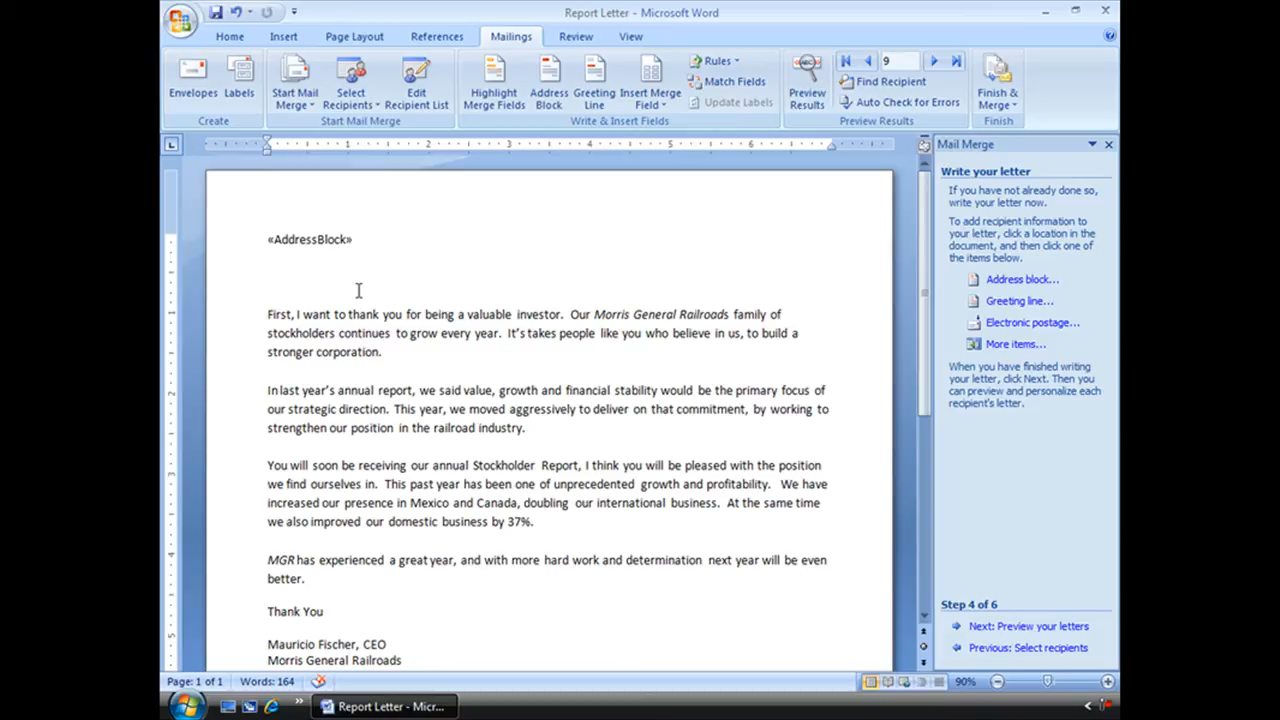 Report Letter - Microsoft Word
Home Insert Page Layout References Mailings Review View
Envelopes Labels
Create
Start Mail Merge Select Recipients Edit Recipient List
Start Mail Merge
Highlight Merge Fields Address Block Greeting Line Insert Merge Field Rules Match Fields Update Labels
Write & Insert Fields
Preview Results 9 Find Recipient Auto Check for Errors
Preview Results
Finish & Merge
Finish
1 2 3 4 5 6
Mail Merge
Write your letter
If you have not already done so,
write your letter now.
To add recipient information to
your letter, click a location in the
document, and then click one of
the items below.
Address block...
Greeting line...
Electronic postage...
More items...
When you have finished writing
your letter, click Next. Then you
can preview and personalize each
recipient's letter.
Step 4 of 6
Next: Preview your letters
Previous: Select recipients
«AddressBlock»
First, I want to thank you for being a valuable investor. Our Morris General Railroads family of
stockholders continues to grow every year. It's takes people like you who believe in us, to build a
stronger corporation.
In last year's annual report, we said value, growth and financial stability would be the primary focus of
our strategic direction. This year, we moved aggressively to deliver on that commitment, by working to
strengthen our position in the railroad industry.
You will soon be receiving our annual Stockholder Report, I think you will be pleased with the position
we find ourselves in. This past year has been one of unprecedented growth and profitability. We have
increased our presence in Mexico and Canada, doubling our international business. At the same time
we also improved our domestic business by 37%.
MGR has experienced a great year, and with more hard work and determination next year will be even
better.
Thank You
Mauricio Fischer, CEO
Morris General Railroads
Page: 1 of 1 Words: 164 90%
Report Letter - Micr...